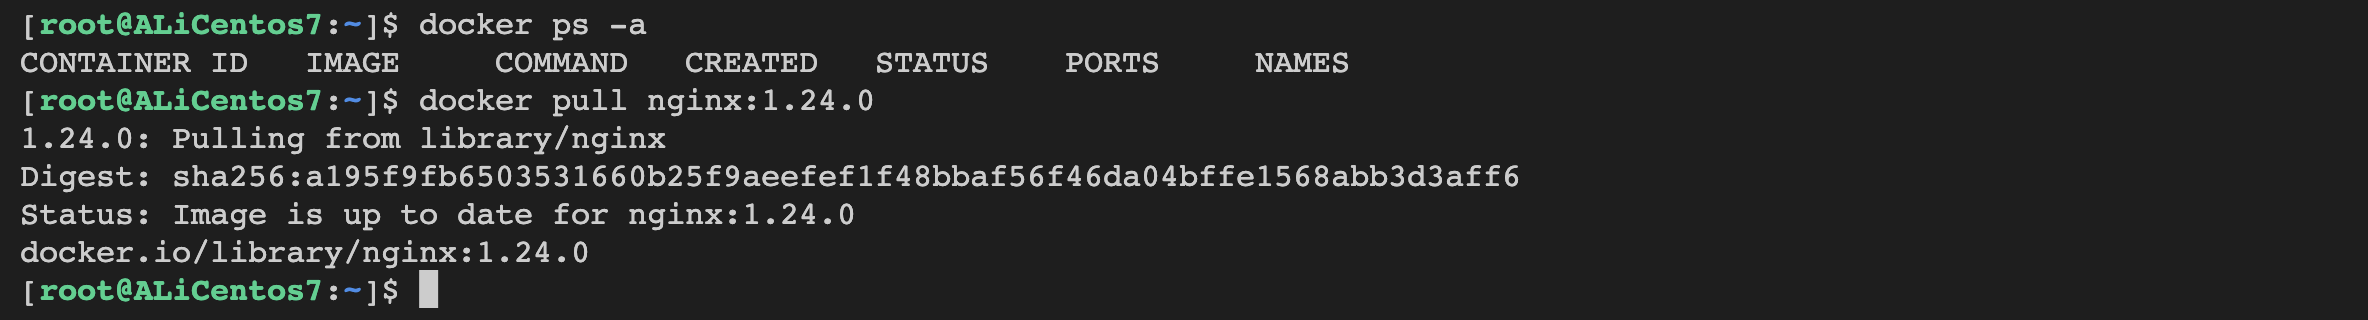 [root@ALiCentos7:~]$ docker ps -a
CONTAINER ID   IMAGE     COMMAND   CREATED   STATUS    PORTS     NAMES
[root@ALiCentos7:~]$ docker pull nginx:1.24.0
1.24.0: Pulling from library/nginx
Digest: sha256:a195f9fb6503531660b25f9aeefef1f48bbaf56f46da04bffe1568abb3d3aff6
Status: Image is up to date for nginx:1.24.0
docker.io/library/nginx:1.24.0
[root@ALiCentos7:~]$